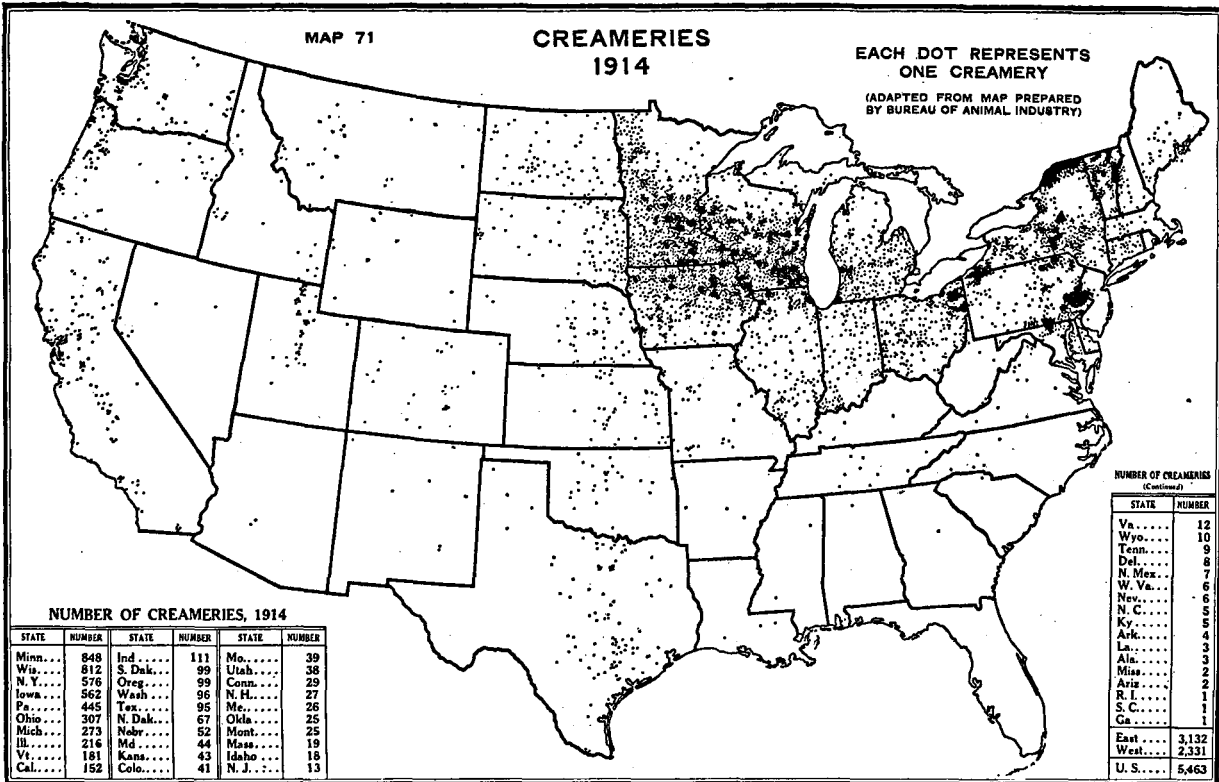 MAP 71
CREAMERIES
1914
EACH DOT REPRESENTS
ONE CREAMERY
(ADAPTED FROM MAP PREPARED
BY BUREAU OF ANIMAL INDUSTRY)
NUMBER OF CREAMERIES, 1914
STATE NUMBER STATE NUMBER STATE NUMBER
Minn... 848 Ind..... 111 Mo..... 39
Wis.... 812 S. Dak... 99 Utah.... 38
N. Y.... 576 Oreg... 99 Conn... 29
Iowa... 562 Wash... 96 N. H.... 27
Pa..... 445 Tex.... 95 Me..... 26
Ohio... 307 N. Dak.. 67 Okla... 25
Mich... 273 Nebr... 52 Mont... 25
Ill..... 216 Md.... 44 Mass... 19
Vt..... 181 Kans.... 43 Idaho... 18
Cal..... 152 Colo.... 41 N. J.... 13
NUMBER OF CREAMERIES
(Continued)
STATE NUMBER
Va..... 12
Wyo.... 10
Tenn... 9
Del..... 8
N. Mex.. 7
W. Va... 6
Nev.... 6
N. C.... 5
Ky..... 5
Ark.... 4
La..... 3
Ala.... 3
Miss... 2
Ariz... 2
R. I.... 1
S. C.... 1
Ga..... 1
East... 3,132
West... 2,331
U. S.... 5,463